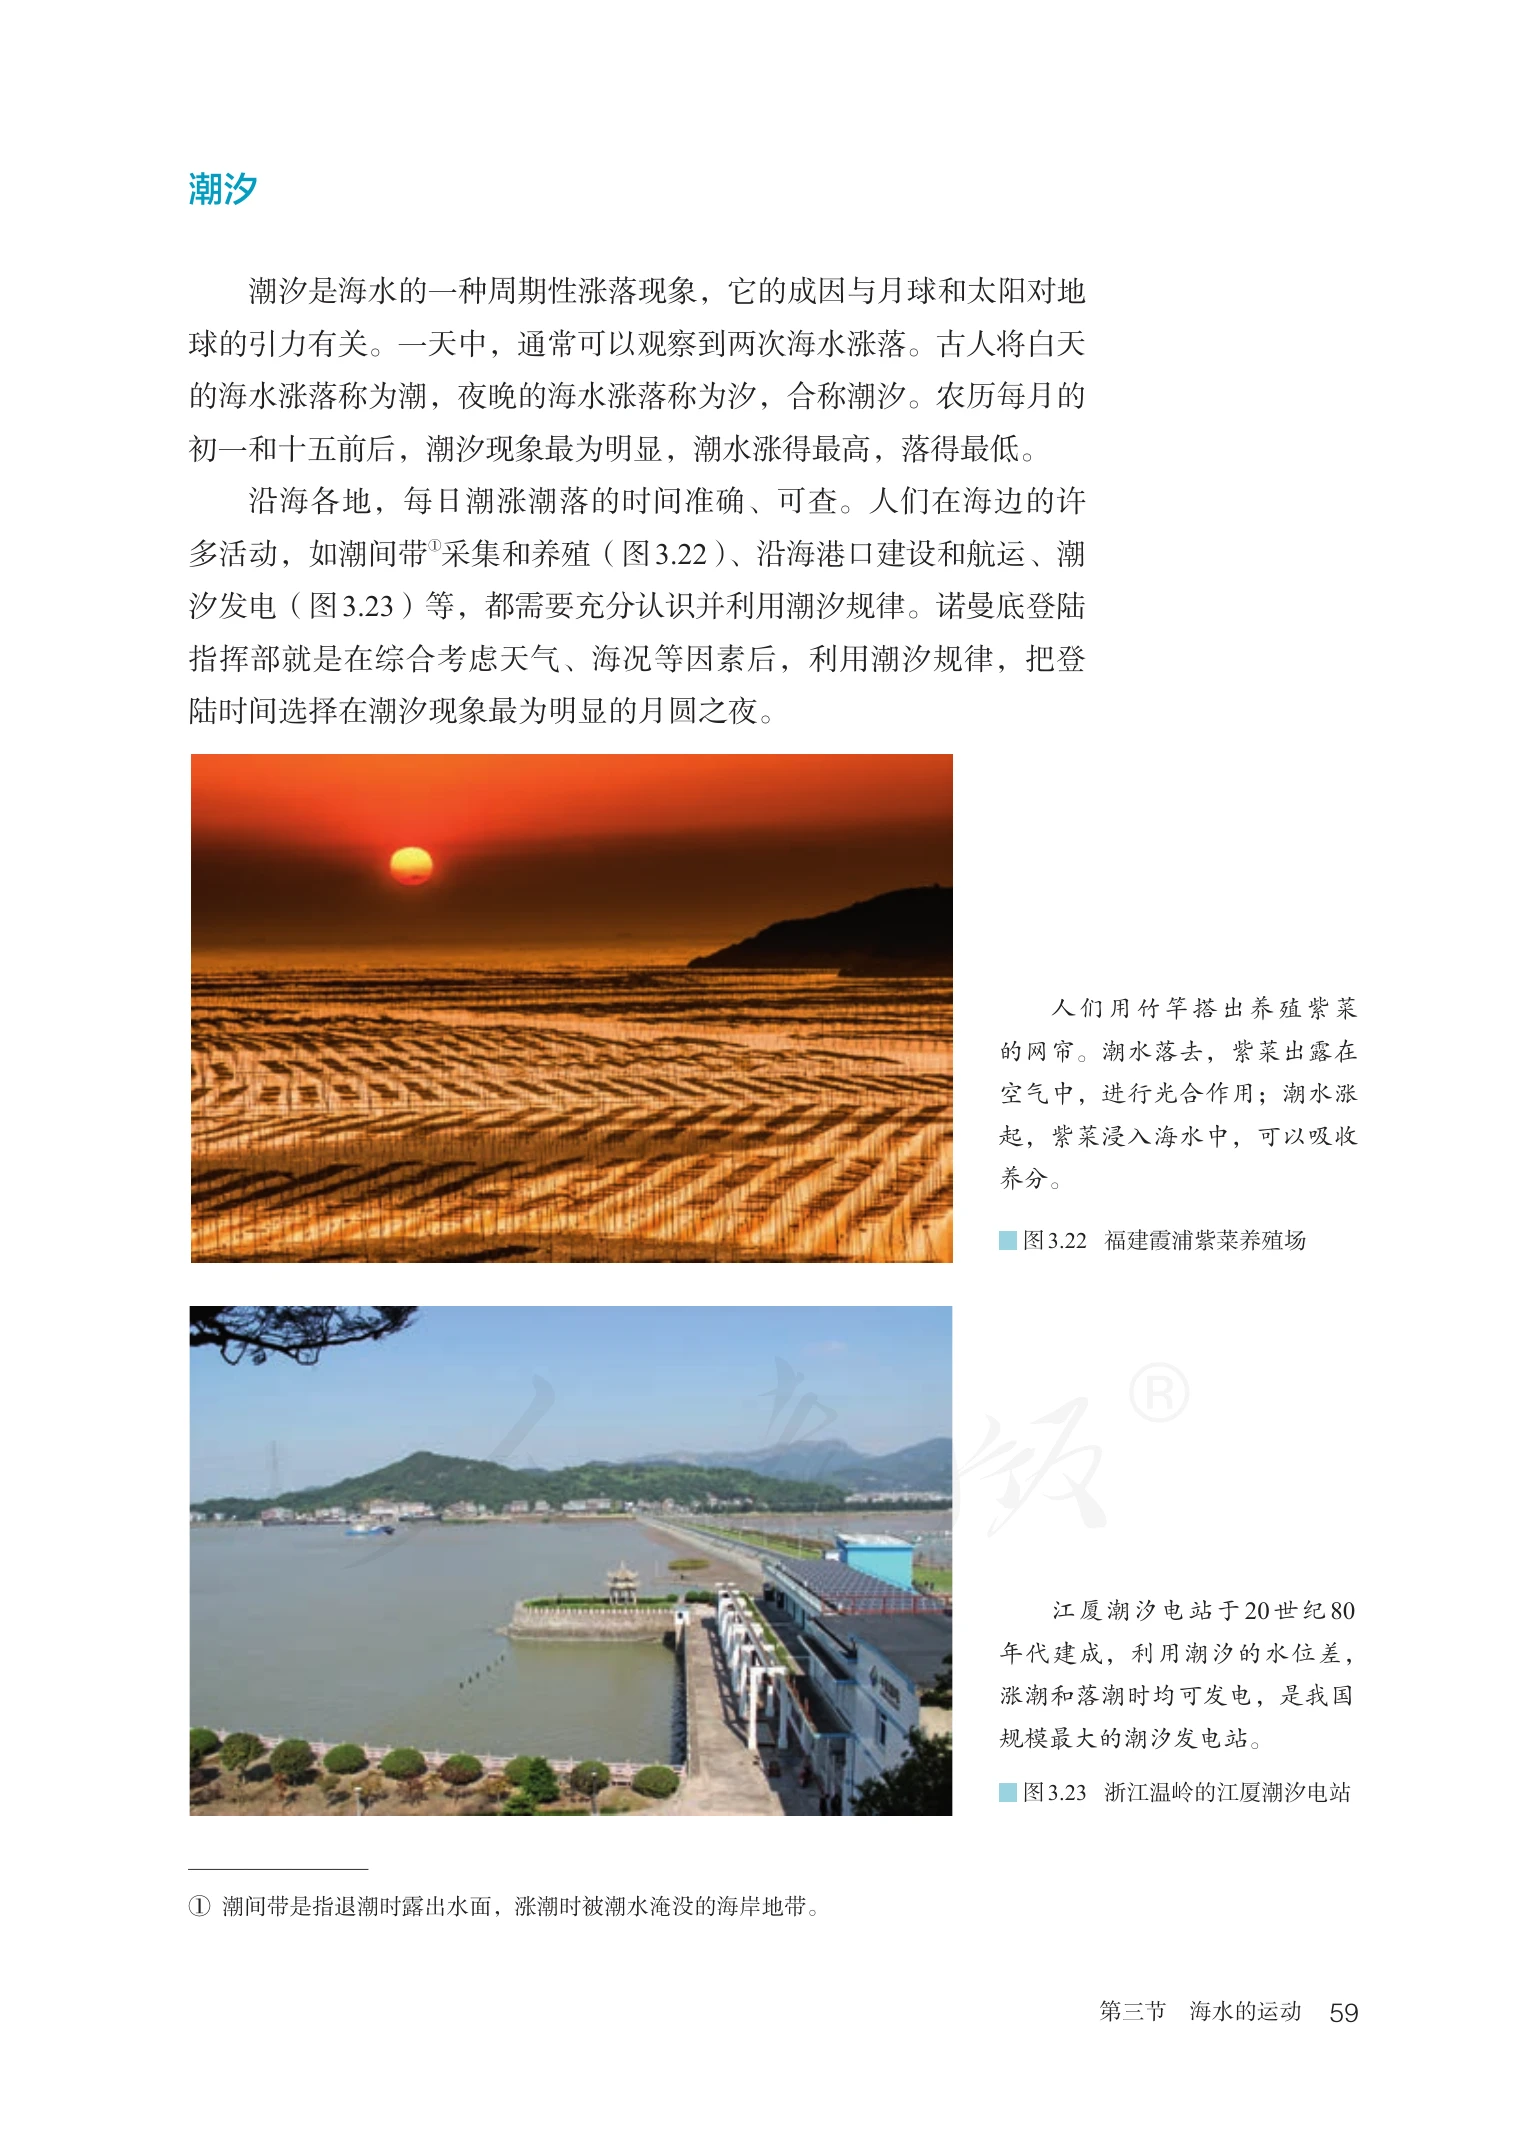 潮汐
潮汐是海水的一种周期性涨落现象，它的成因与月球和太阳对地
球的引力有关。一天中，通常可以观察到两次海水涨落。古人将白天
的海水涨落称为潮，夜晚的海水涨落称为汐，合称潮汐。农历每月的
初一和十五前后，潮汐现象最为明显，潮水涨得最高，落得最低。
沿海各地，每日潮涨潮落的时间准确、可查。人们在海边的许
多活动，如潮间带①采集和养殖（图3.22）、沿海港口建设和航运、潮
汐发电（图3.23）等，都需要充分认识并利用潮汐规律。诺曼底登陆
指挥部就是在综合考虑天气、海况等因素后，利用潮汐规律，把登
陆时间选择在潮汐现象最为明显的月圆之夜。
人们用竹竿搭出养殖紫菜
的网帘。潮水落去，紫菜出露在
空气中，进行光合作用；潮水涨
起，紫菜浸入海水中，可以吸收
养分。
图3.22 福建霞浦紫菜养殖场
人教版®
江厦潮汐电站于20世纪80
年代建成，利用潮汐的水位差，
涨潮和落潮时均可发电，是我国
规模最大的潮汐发电站。
图3.23 浙江温岭的江厦潮汐电站
① 潮间带是指退潮时露出水面，涨潮时被潮水淹没的海岸地带。
第三节 海水的运动 59